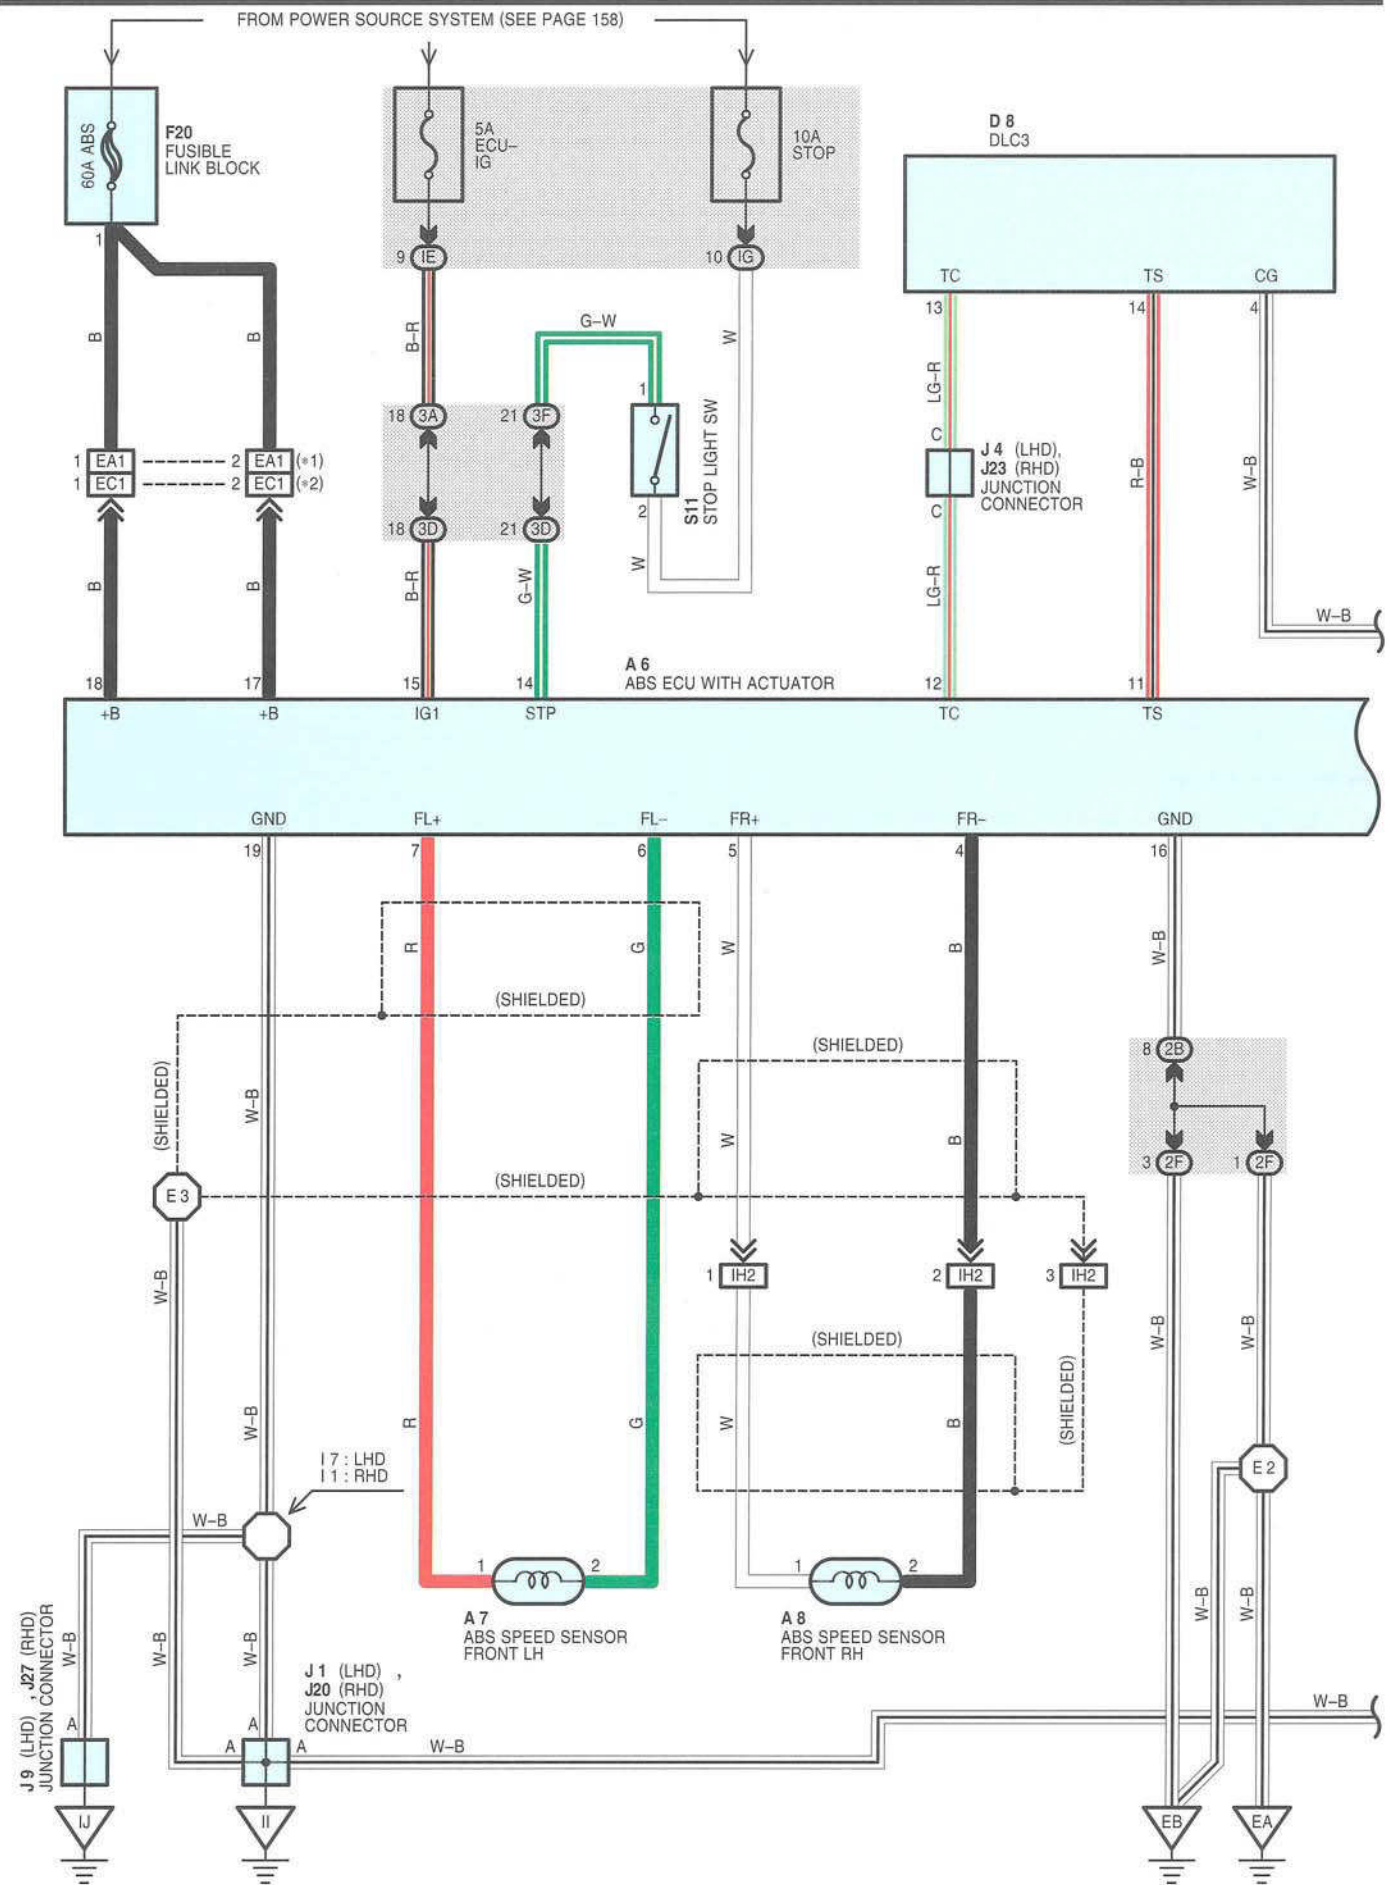 FROM POWER SOURCE SYSTEM (SEE PAGE 158)
60A ABS
F20
FUSIBLE
LINK BLOCK
5A
ECU–
IG
10A
STOP
D 8
DLC3
1
9 IE
10 IG
TC TS CG
13 14 4
B B B–R G–W W LG–R R–B W–B
1
18 3A 21 3F
S11
STOP LIGHT SW
2
C
J 4 (LHD),
J23 (RHD)
JUNCTION
CONNECTOR
C
1 EA1 2 EA1 (*1)
1 EC1 2 EC1 (*2)
18 3D 21 3D
B B B–R G–W W LG–R
W–B
A 6
ABS ECU WITH ACTUATOR
18 17 15 14 12 11
+B +B IG1 STP TC TS
GND FL+ FL– FR+ FR– GND
19 7 6 5 4 16
R G W B W–B
(SHIELDED)
(SHIELDED)
8 2B
(SHIELDED)
W–B W B
3 2F 1 2F
E 3
(SHIELDED)
W–B
1 IH2 2 IH2 3 IH2
W–B W–B
(SHIELDED)
(SHIELDED)
W–B R G W B
I 7 : LHD
I 1 : RHD
E 2
W–B
1 2 1 2
A 7
ABS SPEED SENSOR
FRONT LH
A 8
ABS SPEED SENSOR
FRONT RH
W–B W–B
W–B W–B W–B
J 9 (LHD) , J27 (RHD)
JUNCTION CONNECTOR
J 1 (LHD) ,
J20 (RHD)
JUNCTION
CONNECTOR
W–B
A A
A A W–B
IJ II EB EA